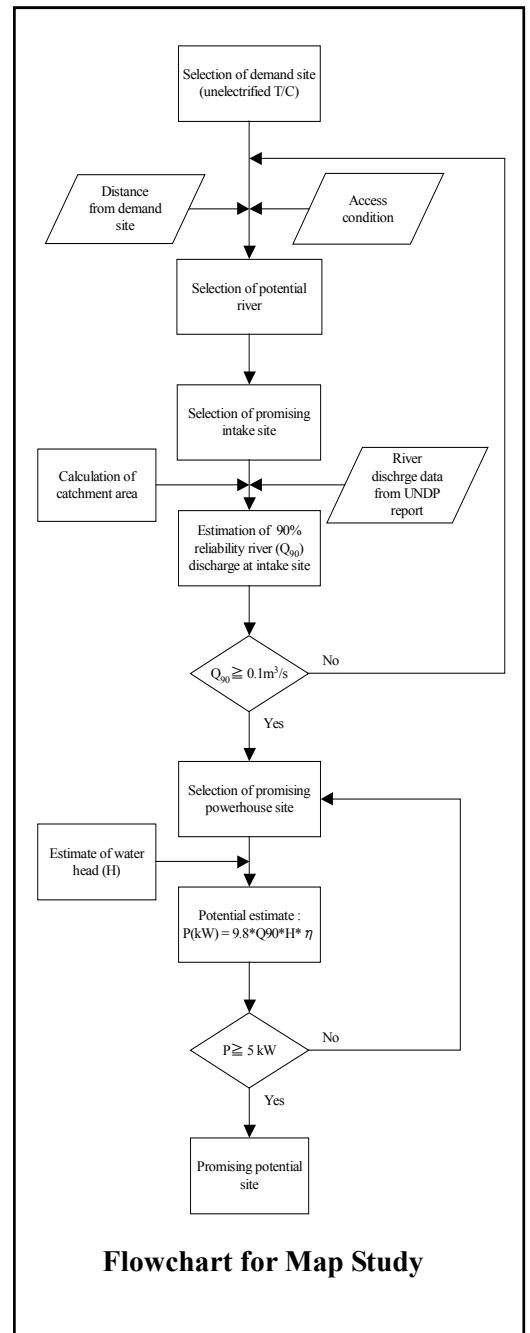 Selection of demand site
(unelectrified T/C)
Distance
from demand
site
Access
condition
Selection of potential
river
Selection of promising
intake site
Calculation of
catchment area
River
dischrge data
from UNDP
report
Estimation of 90%
reliability river (Q₉₀)
discharge at intake site
Q₉₀≧ 0.1m³/s
No
Yes
Selection of promising
powerhouse site
Estimate of water
head (H)
Potential estimate :
P(kW) = 9.8*Q90*H* η
P≧ 5 kW
No
Yes
Promising potential
site
Flowchart for Map Study